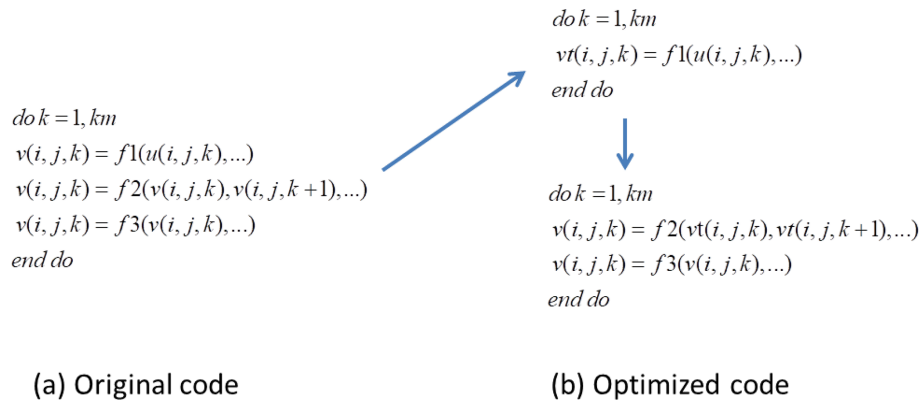 do k = 1, km
v(i, j, k) = f1(u(i, j, k),...)
v(i, j, k) = f2(v(i, j, k), v(i, j, k +1),...)
v(i, j, k) = f3(v(i, j, k),...)
end do
(a) Original code
do k = 1, km
vt(i, j, k) = f1(u(i, j, k),...)
end do
do k = 1, km
v(i, j, k) = f2(vt(i, j, k), vt(i, j, k +1),...)
v(i, j, k) = f3(v(i, j, k),...)
end do
(b) Optimized code